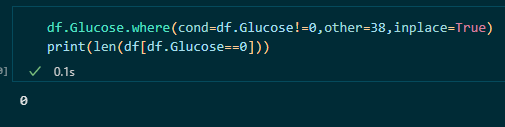 df.Glucose.where(cond=df.Glucose!=0,other=38,inplace=True)
print(len(df[df.Glucose==0]))
] ✓ 0.1s
0